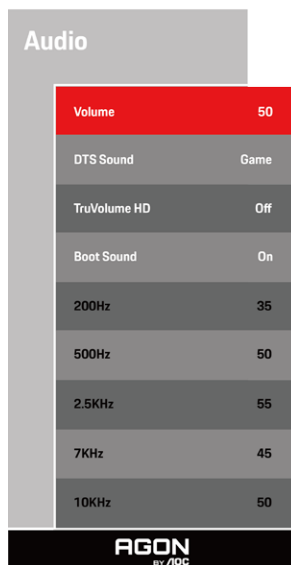 Audio
Volume 50
DTS Sound Game
TruVolume HD Off
Boot Sound On
200Hz 35
500Hz 50
2.5KHz 55
7KHz 45
10KHz 50
AGON
BY AOC